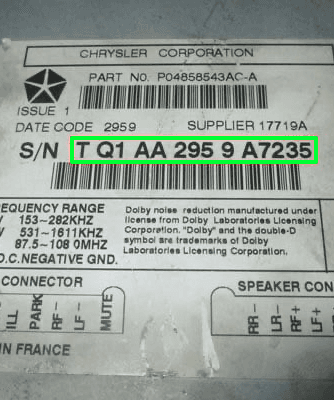 CHRYSLER CORPORATION
PART NO. P04858543AC-A
ISSUE 1
DATE CODE 2959 SUPPLIER 17719A
S/N T Q1 AA 295 9 A7235
EQUENCY RANGE
153-282KHZ
531-1611KHZ
87.5-108 0MHZ
D.C. NEGATIVE GND.
Dolby noise reduction manufactured under
license from Dolby Laboratories Licensing
Corporation. "Dolby" and the double-D
symbol are trademarks of Dolby
Laboratories Licensing Corporation.
CONNECTOR
SPEAKER CON
ILL
PARK
RF-
LF-
MUTE
RR-
LR-
RF+
LF+
IN FRANCE